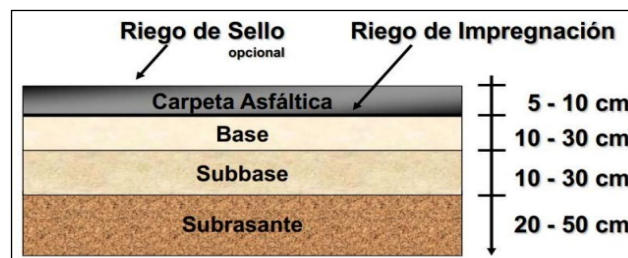 Riego de Sello
opcional
Riego de Impregnación
Carpeta Asfáltica
5 - 10 cm
Base
10 - 30 cm
Subbase
10 - 30 cm
Subrasante
20 - 50 cm